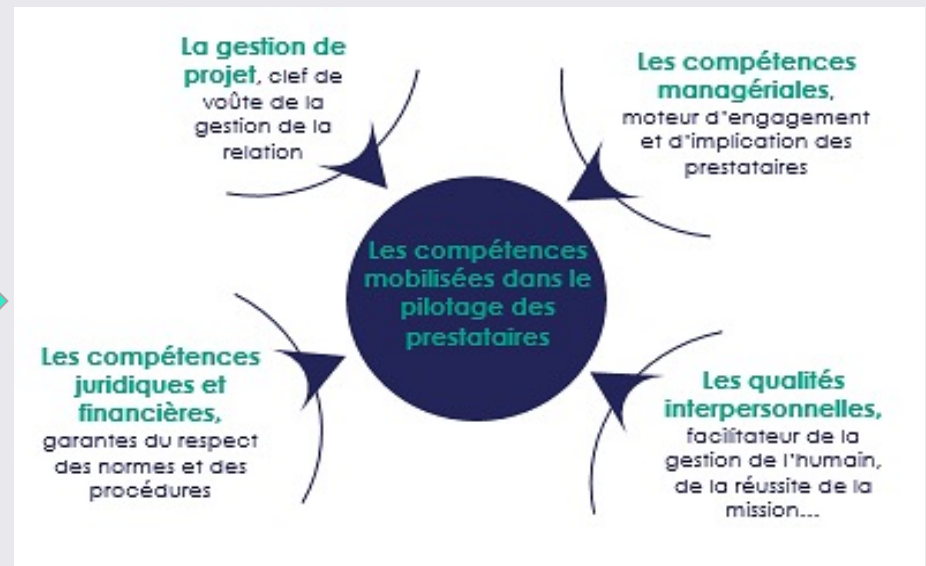 La gestion de
projet, clef de
voûte de la
gestion de la
relation
Les compétences
managériales,
moteur d'engagement
et d'implication des
prestataires
Les compétences
mobilisées dans le
pilotage des
prestataires
Les compétences
juridiques et
financières,
garantes du respect
des normes et des
procédures
Les qualités
interpersonnelles,
facilitateur de la
gestion de l'humain,
de la réussite de la
mission...